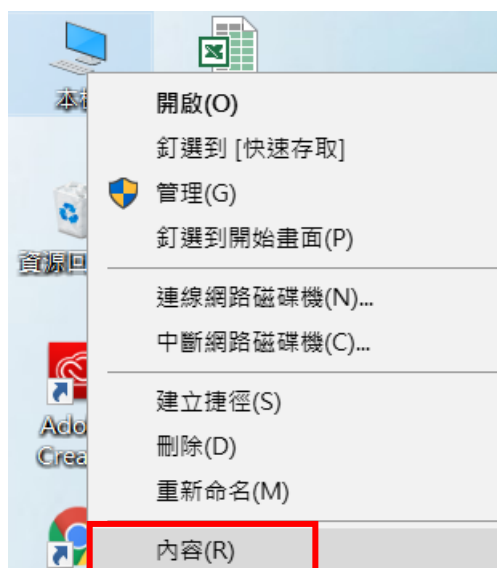 本
開啟(O)
釘選到 [快速存取]
管理(G)
釘選到開始畫面(P)
資源回
連線網路磁碟機(N)...
中斷網路磁碟機(C)...
建立捷徑(S)
Ado
Crea
刪除(D)
重新命名(M)
內容(R)